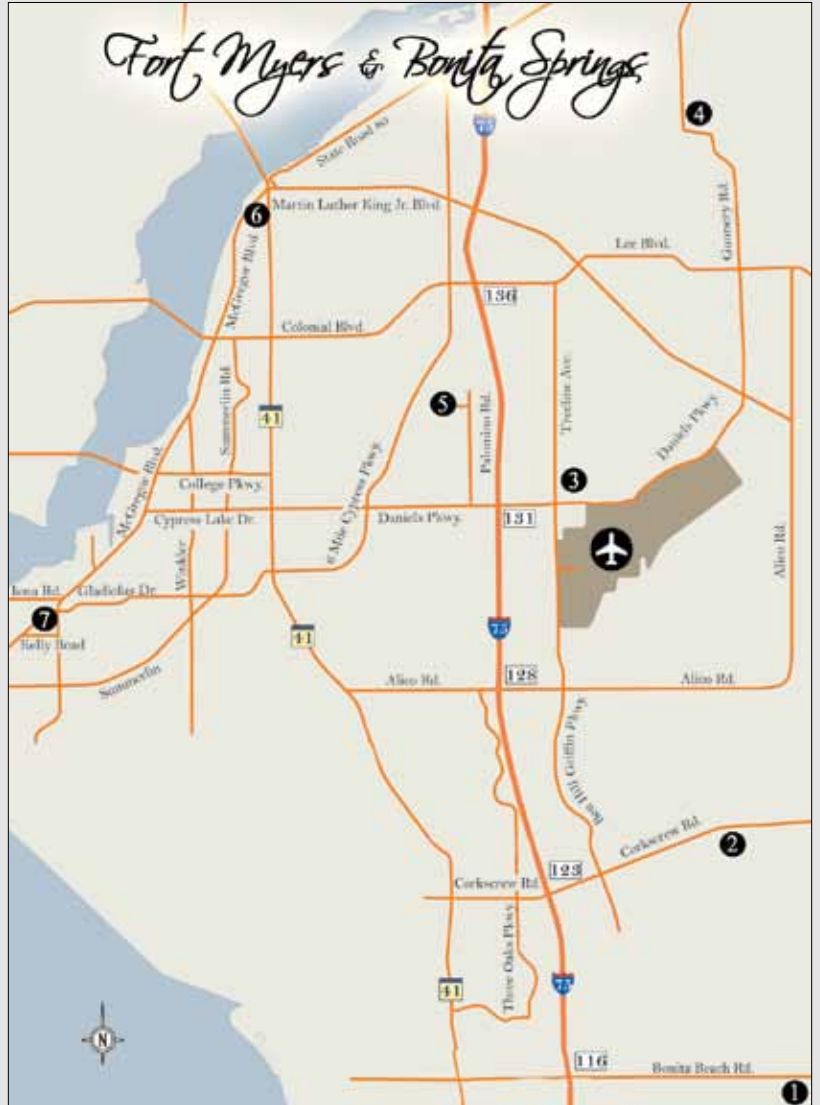 Fort Myers & Bonita Springs
75
4
State Road 80
Gunnery Rd.
6
Martin Luther King Jr. Blvd
Lee Blvd.
McGregor Blvd
136
Colonial Blvd.
Treeline Ave.
Summerlin Rd.
5
Palomino Rd.
41
Daniels Pkwy
6 Mile Cypress Pkwy.
McGregor Blvd.
College Pkwy.
3
Cypress Lake Dr.
Daniels Pkwy.
131
Winkler
Alico Rd.
Iona Rd.
Gladiolus Dr
7
Kelly Road
41
75
Summerlin
Alico Rd.
128
Alico Rd.
Ben Hill Griffin Pkwy.
Corkscrew Rd.
2
123
Corkscrew Rd.
Three Oaks Pkwy
41
75
N
116
Bonita Beach Rd.
1